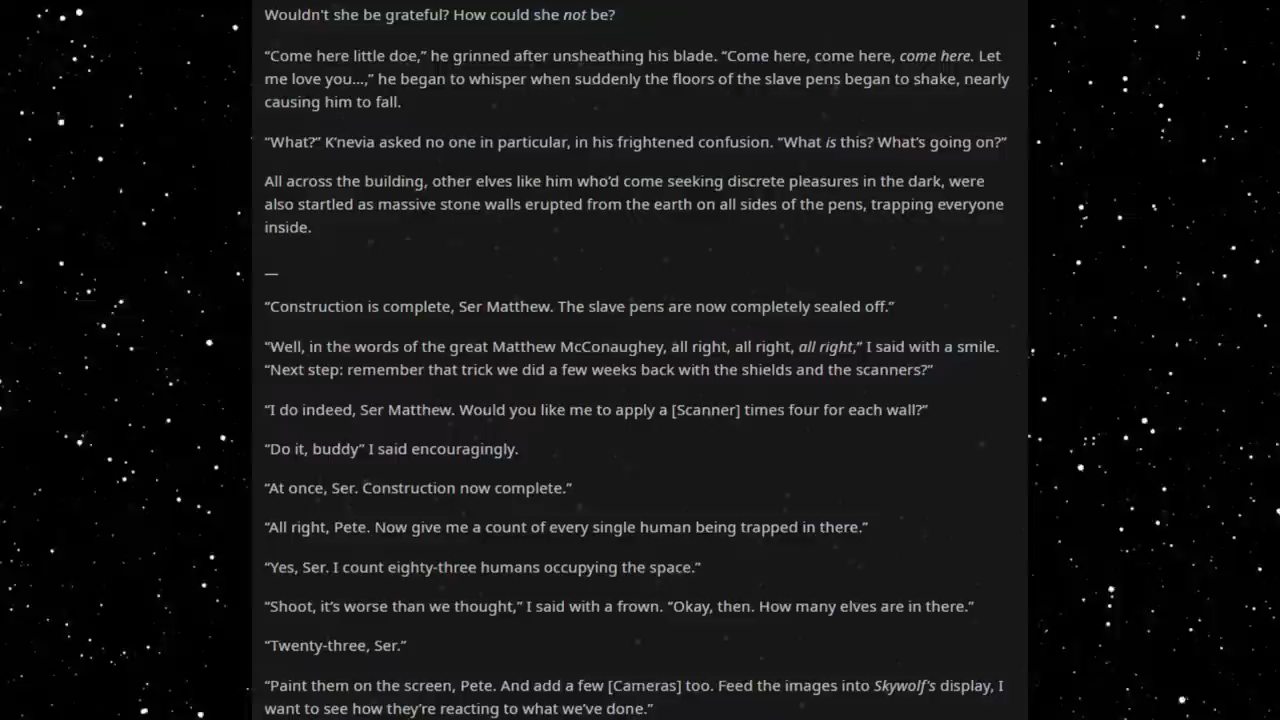 Wouldn't she be grateful? How could she not be?
“Come here little doe,” he grinned after unsheathing his blade. “Come here, come here, come here. Let
me love you...,” he began to whisper when suddenly the floors of the slave pens began to shake, nearly
causing him to fall.
“What?” K’nevia asked no one in particular, in his frightened confusion. “What is this? What’s going on?”
All across the building, other elves like him who’d come seeking discrete pleasures in the dark, were
also startled as massive stone walls erupted from the earth on all sides of the pens, trapping everyone
inside.
—
“Construction is complete, Ser Matthew. The slave pens are now completely sealed off.”
“Well, in the words of the great Matthew McConaughey, all right, all right, all right,” I said with a smile.
“Next step: remember that trick we did a few weeks back with the shields and the scanners?”
“I do indeed, Ser Matthew. Would you like me to apply a [Scanner] times four for each wall?”
“Do it, buddy” I said encouragingly.
“At once, Ser. Construction now complete.”
“All right, Pete. Now give me a count of every single human being trapped in there.”
“Yes, Ser. I count eighty-three humans occupying the space.”
“Shoot, it’s worse than we thought,” I said with a frown. “Okay, then. How many elves are in there.”
“Twenty-three, Ser.”
“Paint them on the screen, Pete. And add a few [Cameras] too. Feed the images into Skywolf’s display, I
want to see how they’re reacting to what we’ve done.”